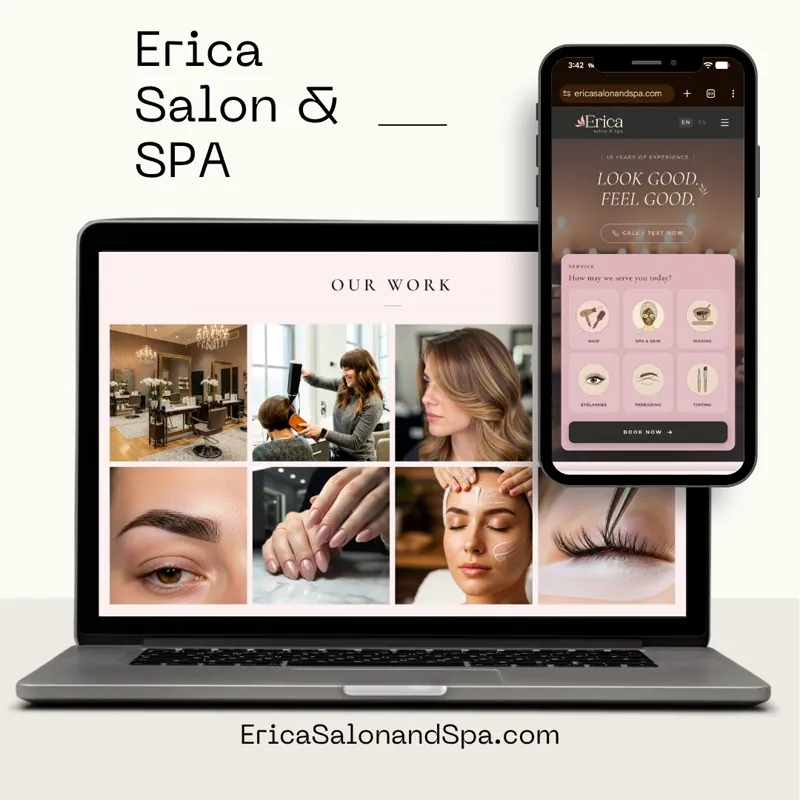 Erica
Salon &
SPA
3:42
ericasalonandspa.com
Erica
salon & spa
EN ES
10 YEARS OF EXPERIENCE
LOOK GOOD.
FEEL GOOD.
CALL / TEXT NOW
SERVICE
How may we serve you today?
HAIR
SPA & SKIN
WAXING
EYELASHES
THREADING
TINTING
BOOK NOW →
OUR WORK
EricaSalonandSpa.com